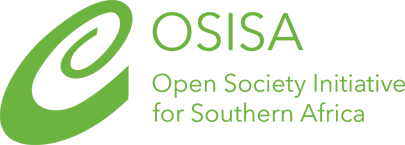 OSISA
Open Society Initiative
for Southern Africa